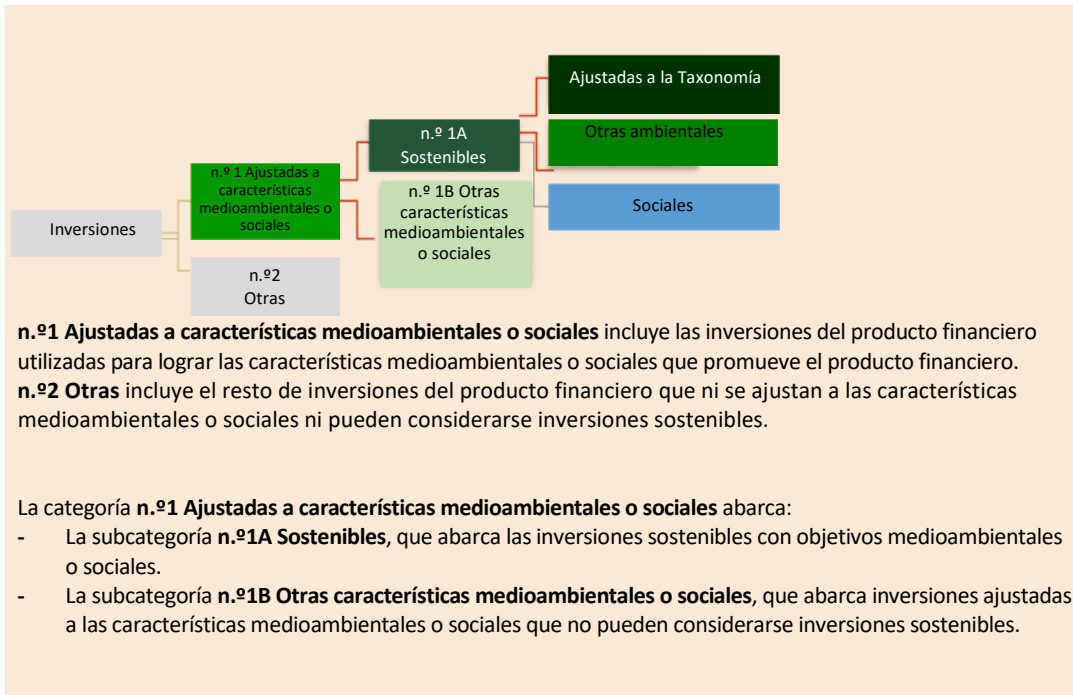 Ajustadas a la Taxonomía
n.º 1A
Sostenibles
Otras ambientales
n.º 1 Ajustadas a
características
medioambientales o
sociales
n.º 1B Otras
características
medioambientales
o sociales
Sociales
Inversiones
n.º2
Otras
n.º1 Ajustadas a características medioambientales o sociales incluye las inversiones del producto financiero
utilizadas para lograr las características medioambientales o sociales que promueve el producto financiero.
n.º2 Otras incluye el resto de inversiones del producto financiero que ni se ajustan a las características
medioambientales o sociales ni pueden considerarse inversiones sostenibles.
La categoría n.º1 Ajustadas a características medioambientales o sociales abarca:
- La subcategoría n.º1A Sostenibles, que abarca las inversiones sostenibles con objetivos medioambientales
o sociales.
- La subcategoría n.º1B Otras características medioambientales o sociales, que abarca inversiones ajustadas
a las características medioambientales o sociales que no pueden considerarse inversiones sostenibles.